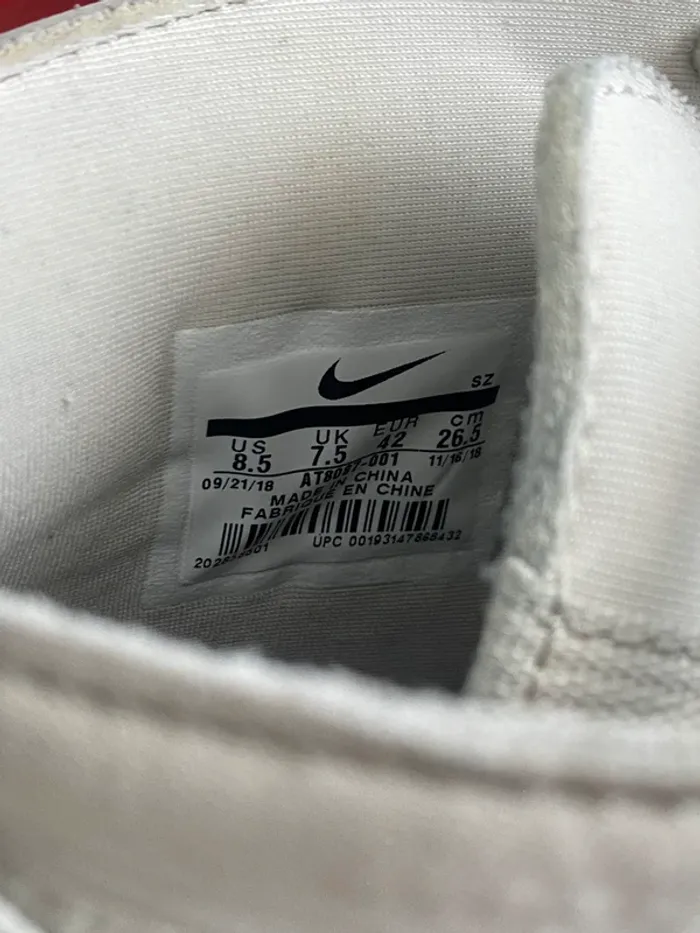 SZ
US UK EUR cm
8.5 7.5 42 26.5
09/21/18 AT8087-001 11/16/18
MADE IN CHINA
FABRIQUE EN CHINE
UPC 00193147868432